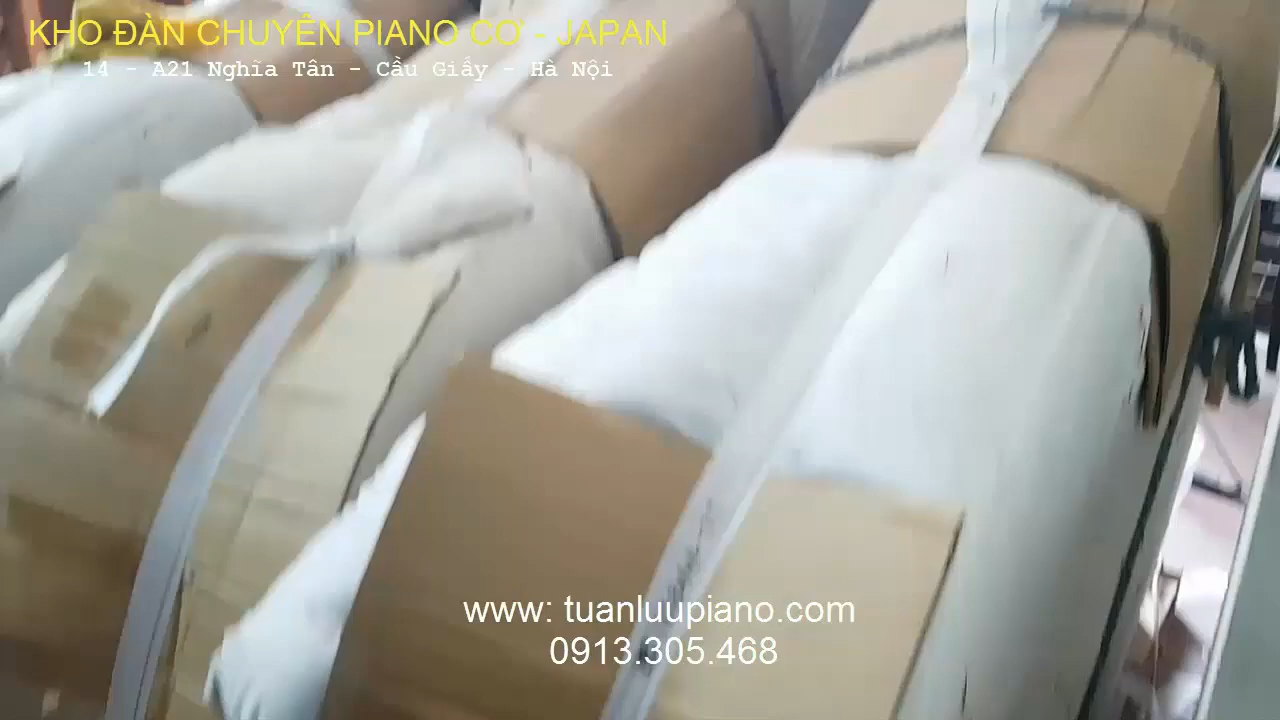 KHO ĐÀN CHUYÊN PIANO CƠ - JAPAN
14 - A21 Nghĩa Tân - Cầu Giấy - Hà Nội
www: tuanluupiano.com
0913.305.468